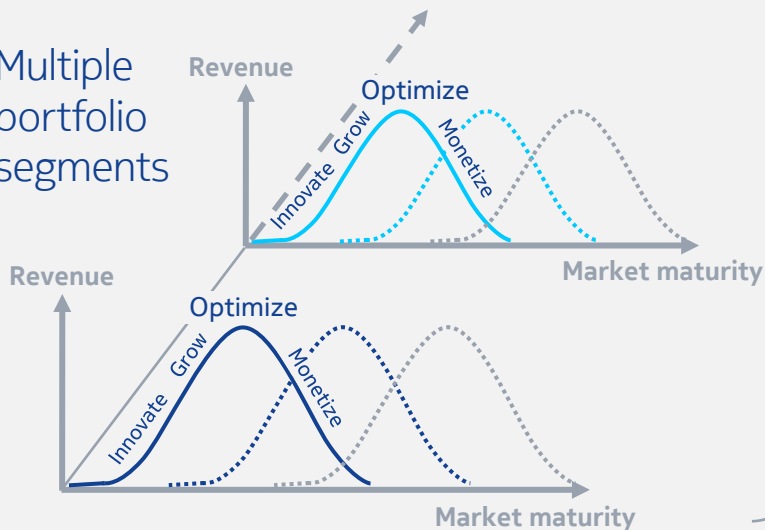 Multiple
portfolio
segments
Revenue
Optimize
Grow
Innovate
Monetize
Market maturity
Revenue
Optimize
Grow
Innovate
Monetize
Market maturity